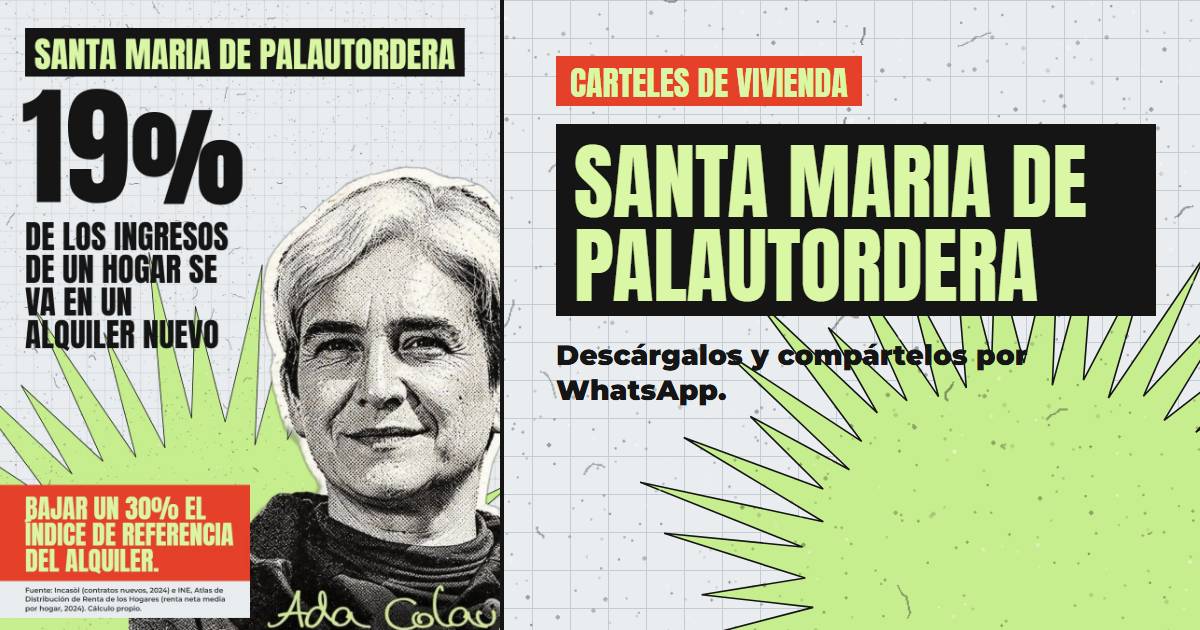 SANTA MARIA DE PALAUTORDERA
19%
DE LOS INGRESOS
DE UN HOGAR SE
VA EN UN
ALQUILER NUEVO
BAJAR UN 30% EL
ÍNDICE DE REFERENCIA
DEL ALQUILER.
Fuente: Incasòl (contratos nuevos, 2024) e INE, Atlas de
Distribución de Renta de los Hogares (renta neta media
por hogar, 2024). Cálculo propio.
Ada Colau
CARTELES DE VIVIENDA
SANTA MARIA DE
PALAUTORDERA
Descárgalos y compártelos por
WhatsApp.